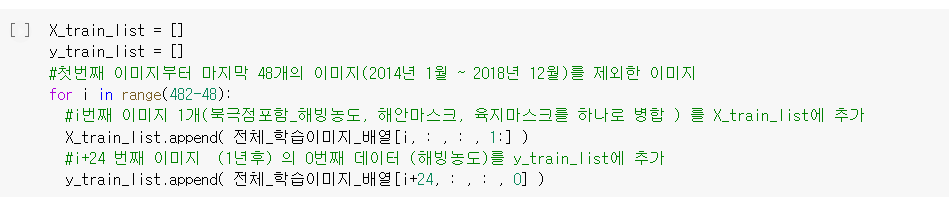 [ ] X_train_list = []
y_train_list = []
#첫번째 이미지부터 마지막 48개의 이미지(2014년 1월 ~ 2018년 12월)를 제외한 이미지
for i in range(482-48):
#i번째 이미지 1개(북극점포함_해빙농도, 해안마스크, 육지마스크를 하나로 병합 ) 를 X_train_list에 추가
X_train_list.append( 전체_학습이미지_배열[i, : , : , 1:] )
#i+24 번째 이미지 (1년후) 의 0번째 데이터 (해빙농도)를 y_train_list에 추가
y_train_list.append( 전체_학습이미지_배열[i+24, : , : , 0] )